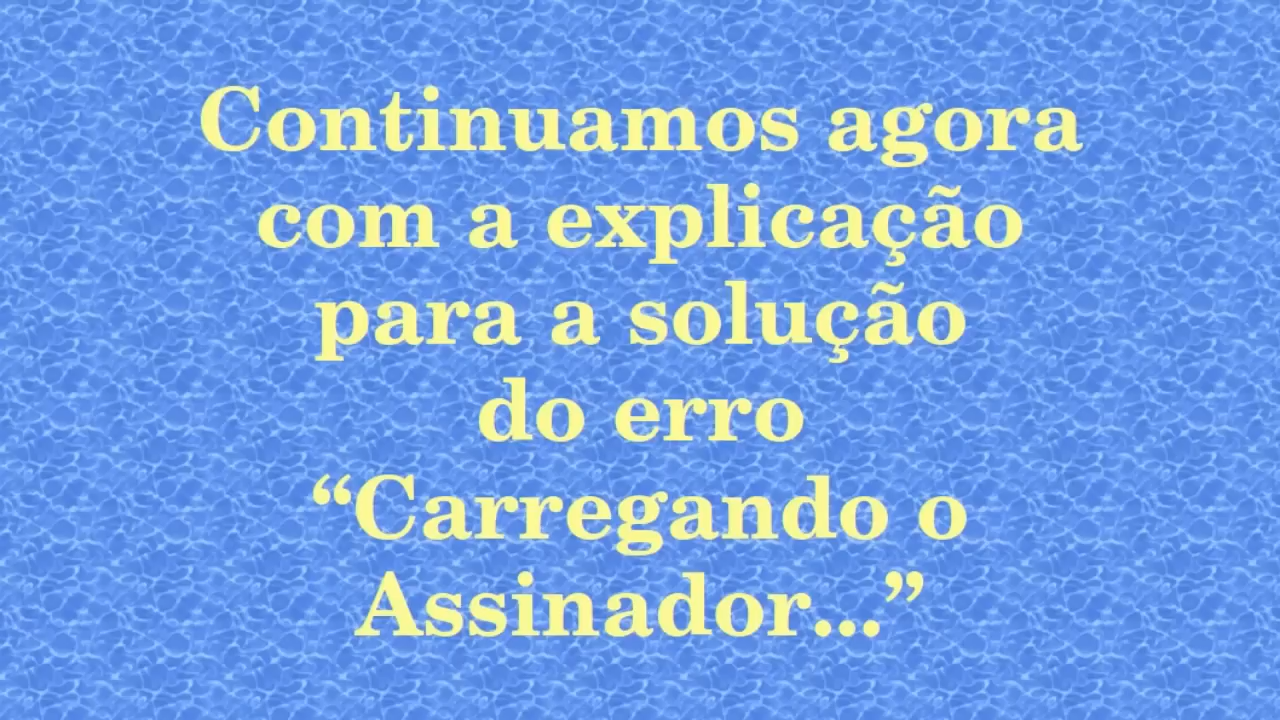 Continuamos agora
com a explicação
para a solução
do erro
“Carregando o
Assinador...”